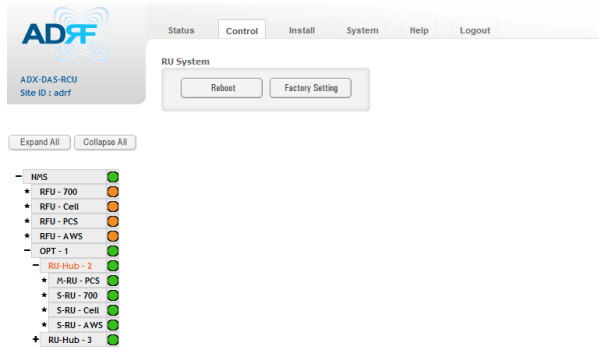 ADRF
ADX-DAS-RCU
Site ID : adrf
Status Control Install System Help Logout
RU System
Reboot Factory Setting
Expand All Collapse All
NMS
RFU - 700
RFU - Cell
RFU - PCS
RFU - AWS
OPT - 1
RU-Hub - 2
M-RU - PCS
S-RU - 700
S-RU - Cell
S-RU - AWS
RU-Hub - 3